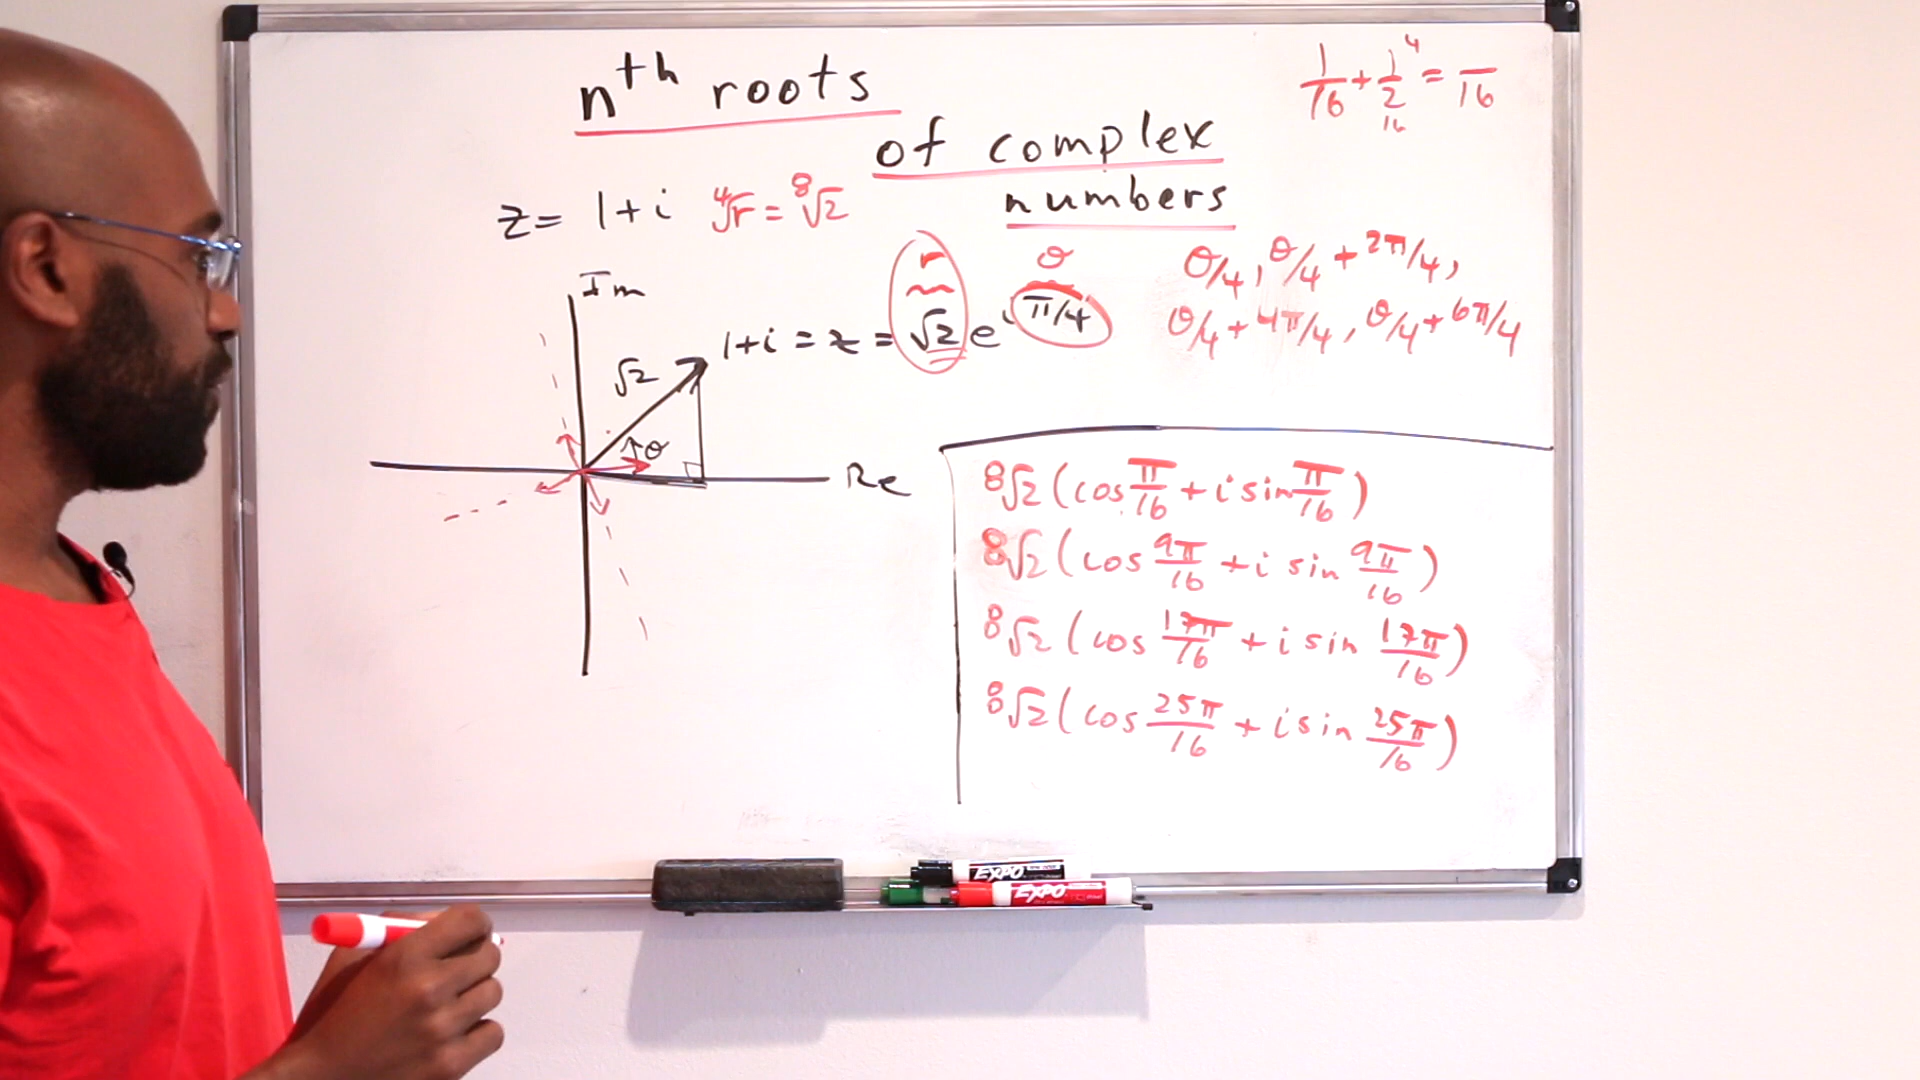 nᵗʰ roots
of complex
numbers
1/16 + 1/2 = /16
4
16
z = 1+i ⁴√r = ⁸√2
r θ
θ/4, θ/4 + 2π/4,
θ/4 + 4π/4, θ/4 + 6π/4
Im
1+i = z = √2 e^i π/4
√2
θ
Re
⁸√2 (cos π/16 + i sin π/16)
⁸√2 (cos 9π/16 + i sin 9π/16)
⁸√2 (cos 17π/16 + i sin 17π/16)
⁸√2 (cos 25π/16 + i sin 25π/16)
EXPO
EXPO